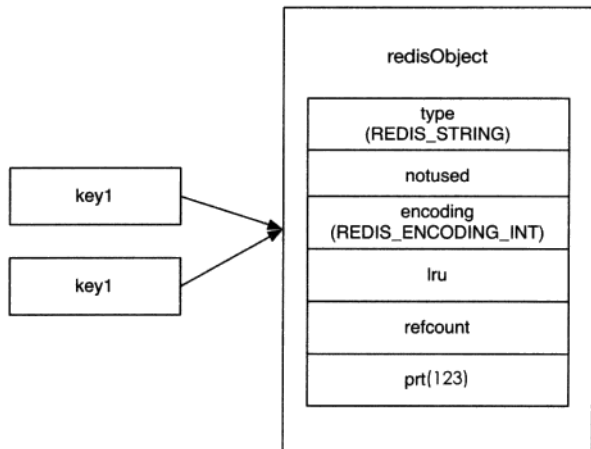 redisObject
type
(REDIS_STRING)
notused
key1
encoding
(REDIS_ENCODING_INT)
key1
lru
refcount
prt(123)